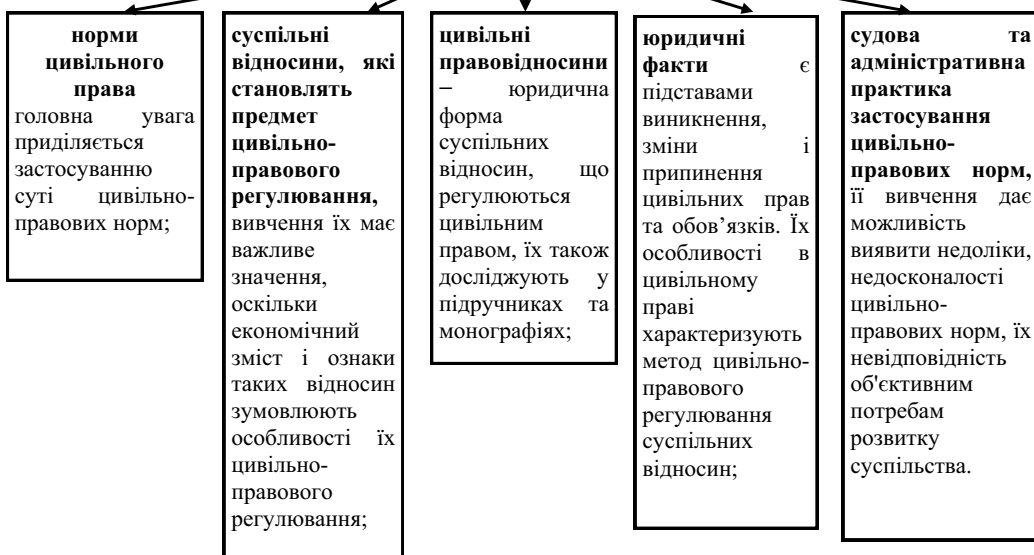 норми
цивільного
права
головна увага
приділяється
застосуванню
суті цивільно-
правових норм;
суспільні
відносини, які
становлять
предмет
цивільно-
правового
регулювання,
вивчення їх має
важливе
значення,
оскільки
економічний
зміст і ознаки
таких відносин
зумовлюють
особливості їх
цивільно-
правового
регулювання;
цивільні
правовідносини
– юридична
форма
суспільних
відносин, що
регулюються
цивільним
правом, їх також
досліджують у
підручниках та
монографіях;
юридичні
факти є
підставами
виникнення,
зміни і
припинення
цивільних прав
та обов’язків. Їх
особливості в
цивільному
праві
характеризують
метод цивільно-
правового
регулювання
суспільних
відносин;
судова та
адміністративна
практика
застосування
цивільно-
правових норм,
її вивчення дає
можливість
виявити недоліки,
недосконалості
цивільно-
правових норм, їх
невідповідність
об'єктивним
потребам
розвитку
суспільства.